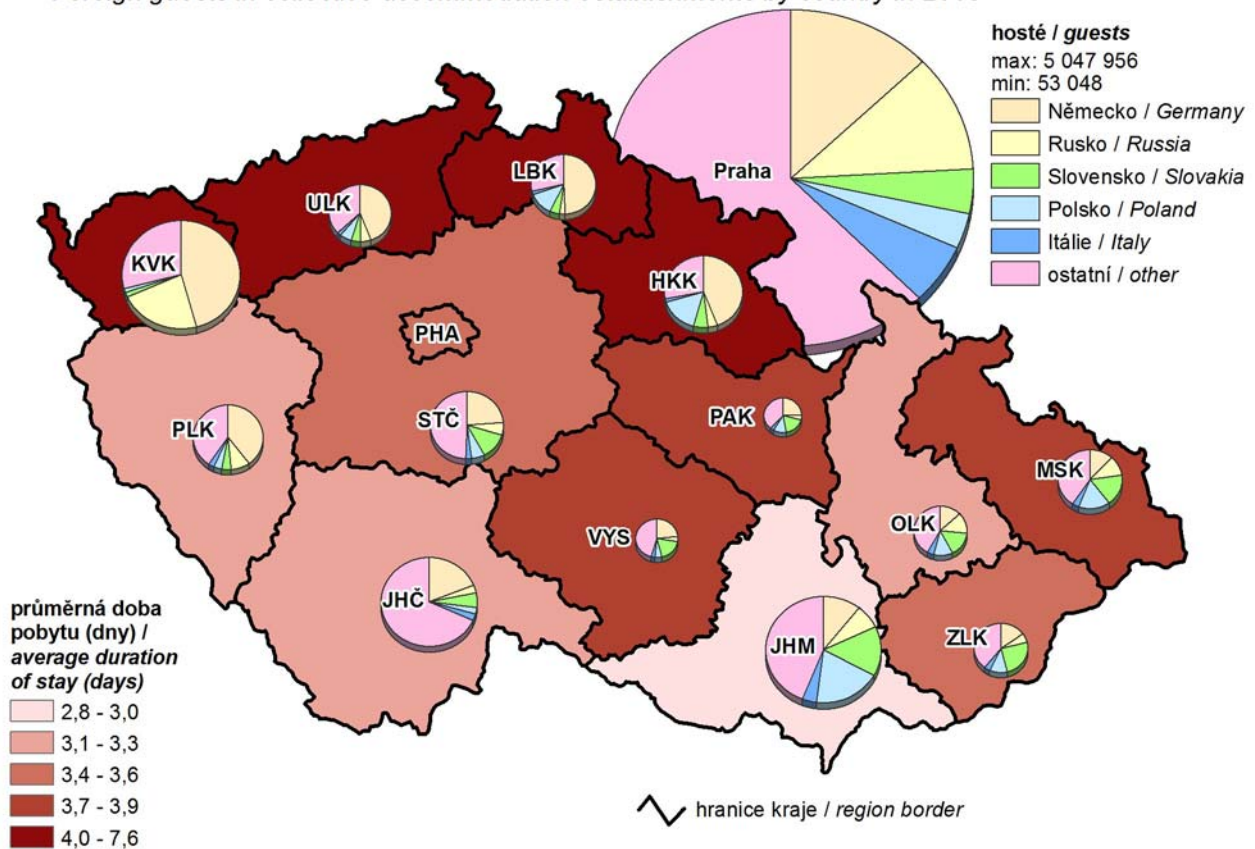 hosté / guests
max: 5 047 956
min: 53 048
Německo / Germany
Rusko / Russia
Slovensko / Slovakia
Polsko / Poland
Itálie / Italy
ostatní / other
Praha
LBK
ULK
KVK
HKK
PHA
PLK
STČ
PAK
MSK
OLK
VYS
JHČ
JHM
ZLK
průměrná doba
pobytu (dny) /
average duration
of stay (days)
2,8 - 3,0
3,1 - 3,3
3,4 - 3,6
3,7 - 3,9
4,0 - 7,6
hranice kraje / region border